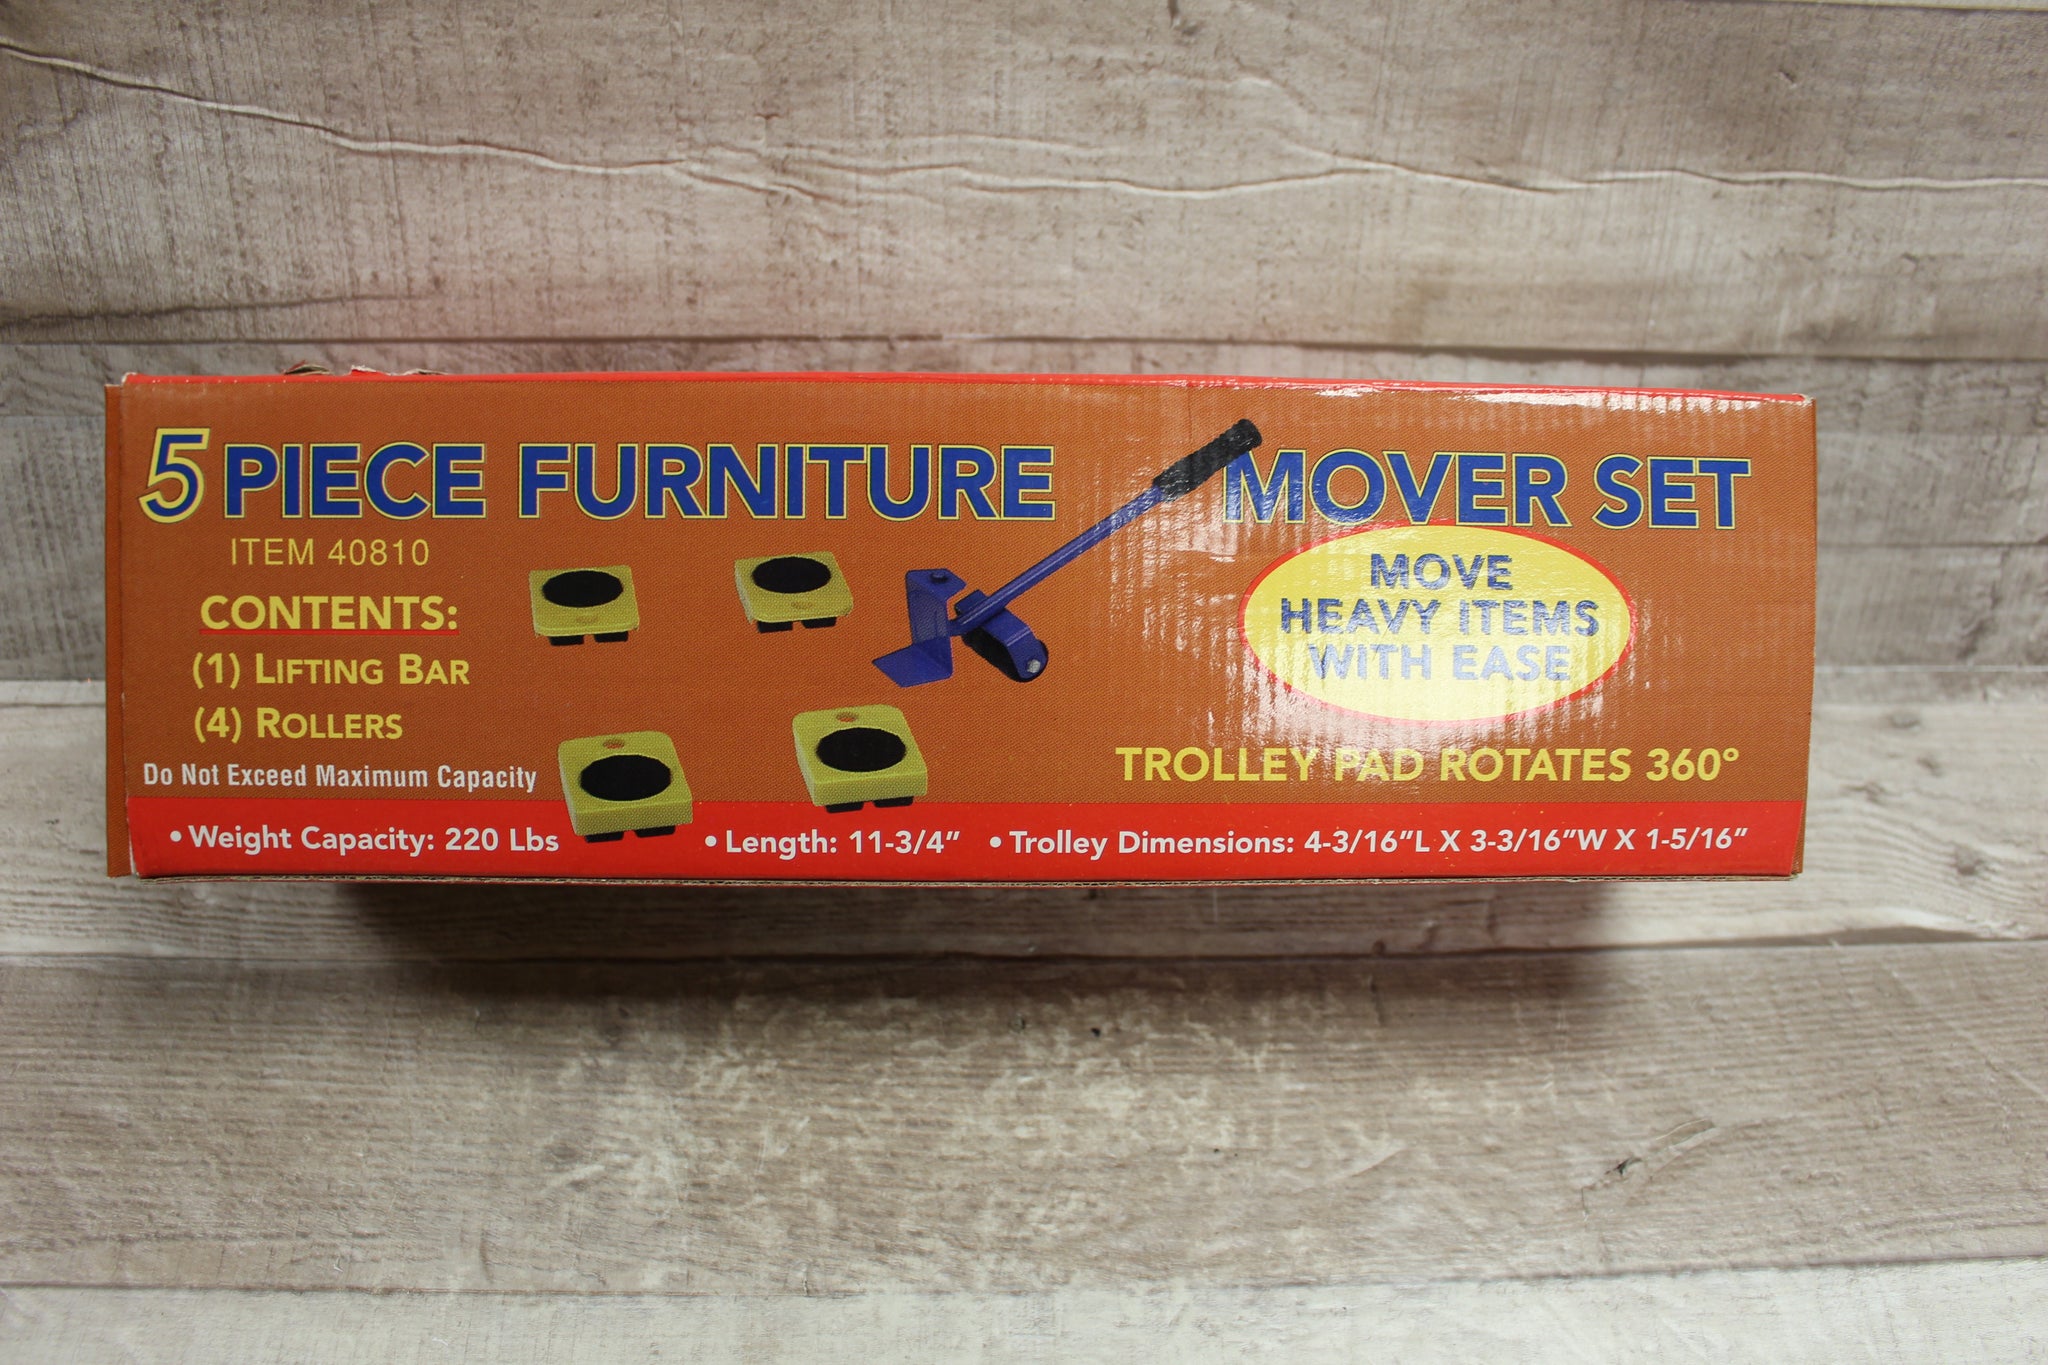 5 PIECE FURNITURE MOVER SET
ITEM 40810
CONTENTS:
(1) LIFTING BAR
(4) ROLLERS
Do Not Exceed Maximum Capacity
MOVE
HEAVY ITEMS
WITH EASE
TROLLEY PAD ROTATES 360°
• Weight Capacity: 220 Lbs • Length: 11-3/4" • Trolley Dimensions: 4-3/16"L X 3-3/16"W X 1-5/16"